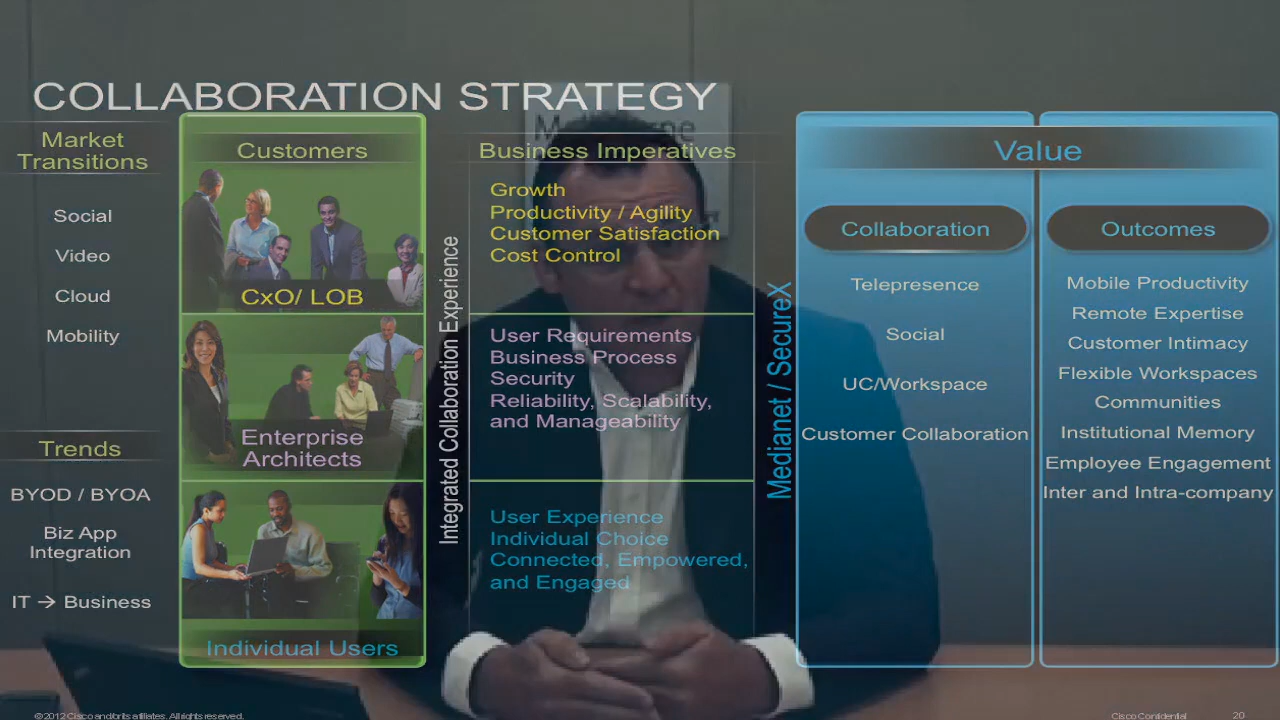 COLLABORATION STRATEGY
Market
Transitions
Social
Video
Cloud
Mobility
Trends
BYOD / BYOA
Biz App
Integration
IT → Business
Customers
CxO/ LOB
Enterprise
Architects
Individual Users
Integrated Collaboration Experience
Business Imperatives
Growth
Productivity / Agility
Customer Satisfaction
Cost Control
User Requirements
Business Process
Security
Reliability, Scalability,
and Manageability
User Experience
Individual Choice
Connected, Empowered,
and Engaged
Medianet / SecureX
Value
Collaboration
Telepresence
Social
UC/Workspace
Customer Collaboration
Outcomes
Mobile Productivity
Remote Expertise
Customer Intimacy
Flexible Workspaces
Communities
Institutional Memory
Employee Engagement
Inter and Intra-company
© 2012 Cisco and/or its affiliates. All rights reserved.
Cisco Confidential
20